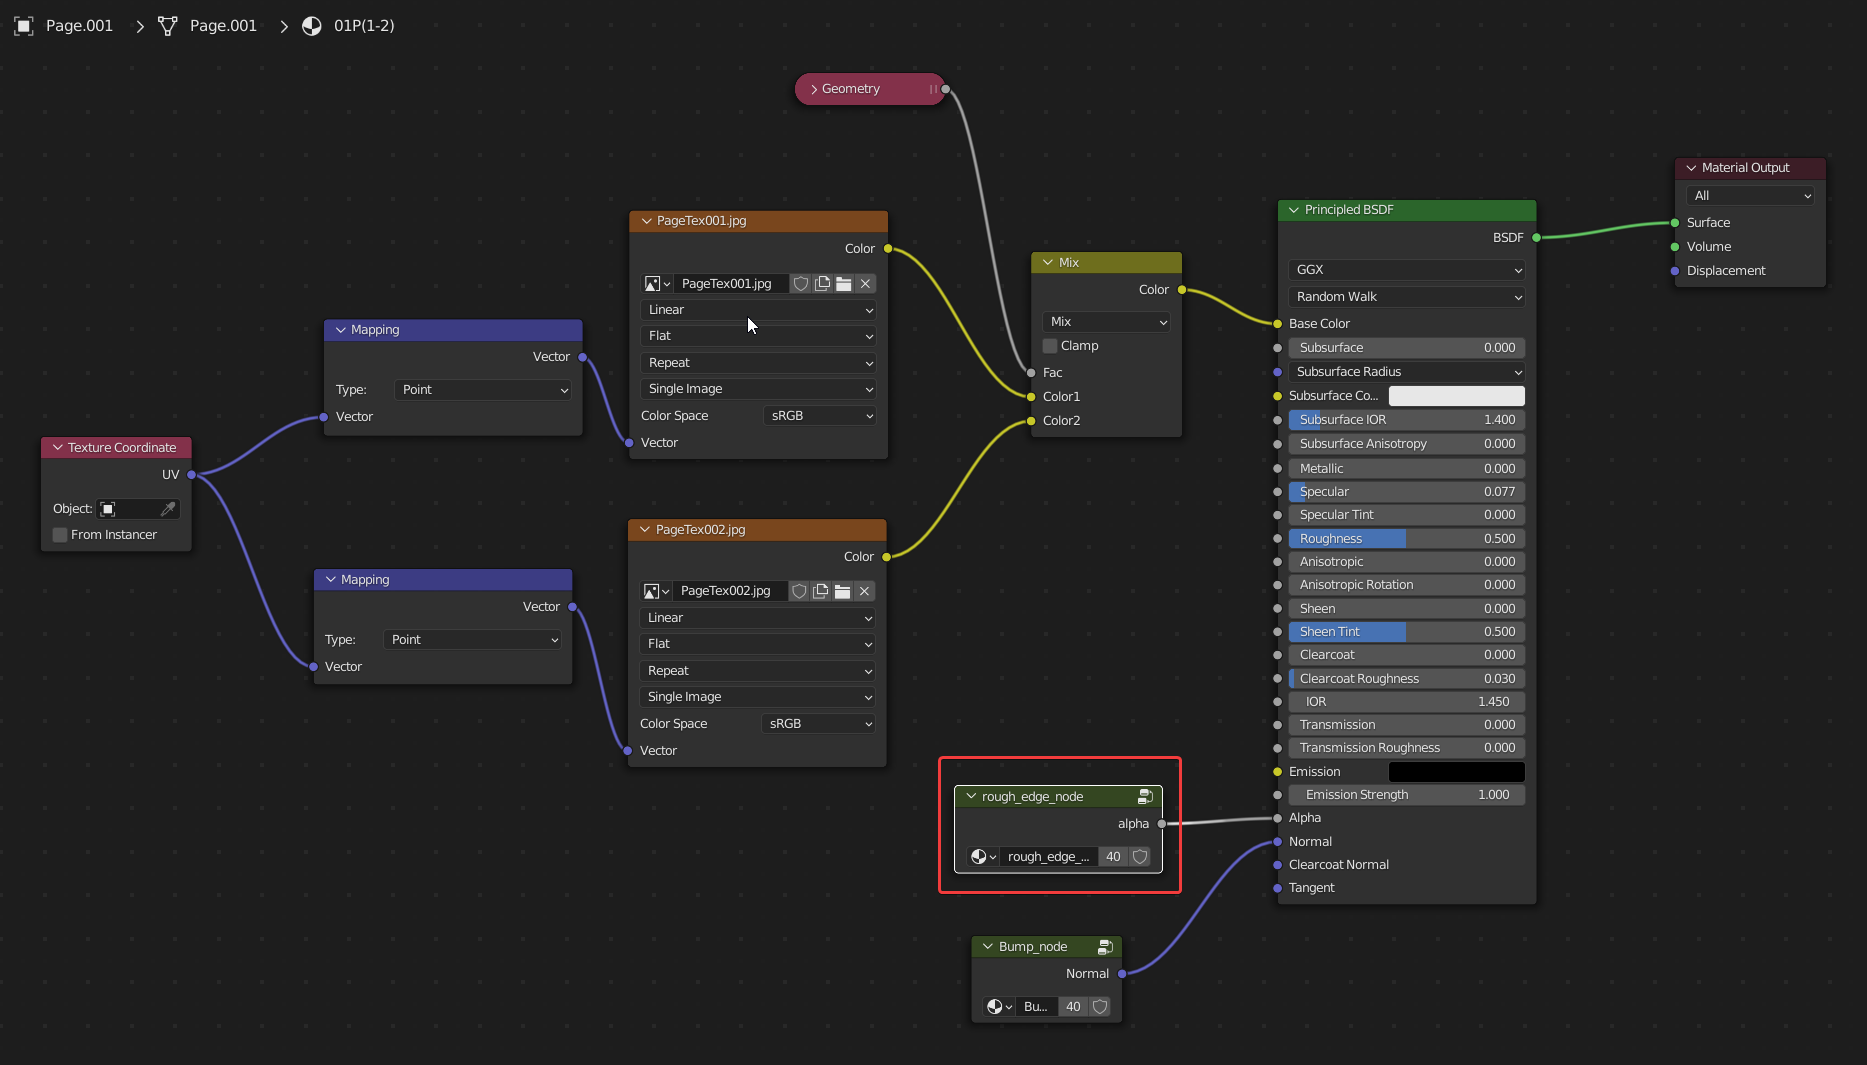 Page.001 > Page.001 > 01P(1-2)
Geometry
Material Output
All
Surface
Volume
Displacement
PageTex001.jpg
Color
PageTex001.jpg
Linear
Flat
Repeat
Single Image
Color Space sRGB
Vector
Mapping
Vector
Type: Point
Vector
Texture Coordinate
UV
Object:
From Instancer
Mapping
Vector
Type: Point
Vector
PageTex002.jpg
Color
PageTex002.jpg
Linear
Flat
Repeat
Single Image
Color Space sRGB
Vector
Mix
Color
Mix
Clamp
Fac
Color1
Color2
rough_edge_node
alpha
rough_edge_... 40
Bump_node
Normal
Bu... 40
Principled BSDF
BSDF
GGX
Random Walk
Base Color
Subsurface 0.000
Subsurface Radius
Subsurface Co...
Subsurface IOR 1.400
Subsurface Anisotropy 0.000
Metallic 0.000
Specular 0.077
Specular Tint 0.000
Roughness 0.500
Anisotropic 0.000
Anisotropic Rotation 0.000
Sheen 0.000
Sheen Tint 0.500
Clearcoat 0.000
Clearcoat Roughness 0.030
IOR 1.450
Transmission 0.000
Transmission Roughness 0.000
Emission
Emission Strength 1.000
Alpha
Normal
Clearcoat Normal
Tangent